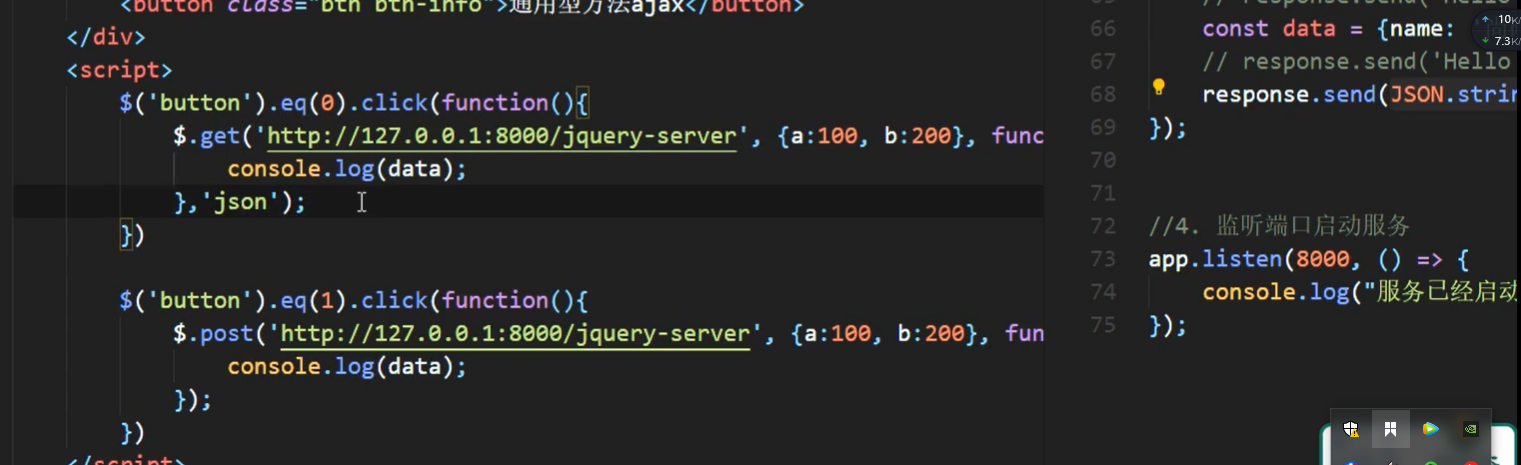 <button class="btn btn-info">通用型方法ajax</button>
</div>
<script>
$('button').eq(0).click(function(){
$.get('http://127.0.0.1:8000/jquery-server', {a:100, b:200}, func
console.log(data);
},'json');
})
$('button').eq(1).click(function(){
$.post('http://127.0.0.1:8000/jquery-server', {a:100, b:200}, fun
console.log(data);
});
})
</script>
65 // response.send('Hello
66 const data = {name:
67 // response.send('Hello
68 response.send(JSON.strin
69 });
70
71
72 //4. 监听端口启动服务
73 app.listen(8000, () => {
74 console.log("服务已经启动
75 });
↑ 10K/
↓ 7.3K/